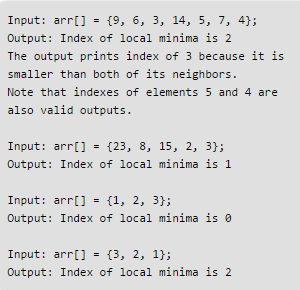 Input: arr[] = {9, 6, 3, 14, 5, 7, 4};
Output: Index of local minima is 2
The output prints index of 3 because it is
smaller than both of its neighbors.
Note that indexes of elements 5 and 4 are
also valid outputs.
Input: arr[] = {23, 8, 15, 2, 3};
Output: Index of local minima is 1
Input: arr[] = {1, 2, 3};
Output: Index of local minima is 0
Input: arr[] = {3, 2, 1};
Output: Index of local minima is 2